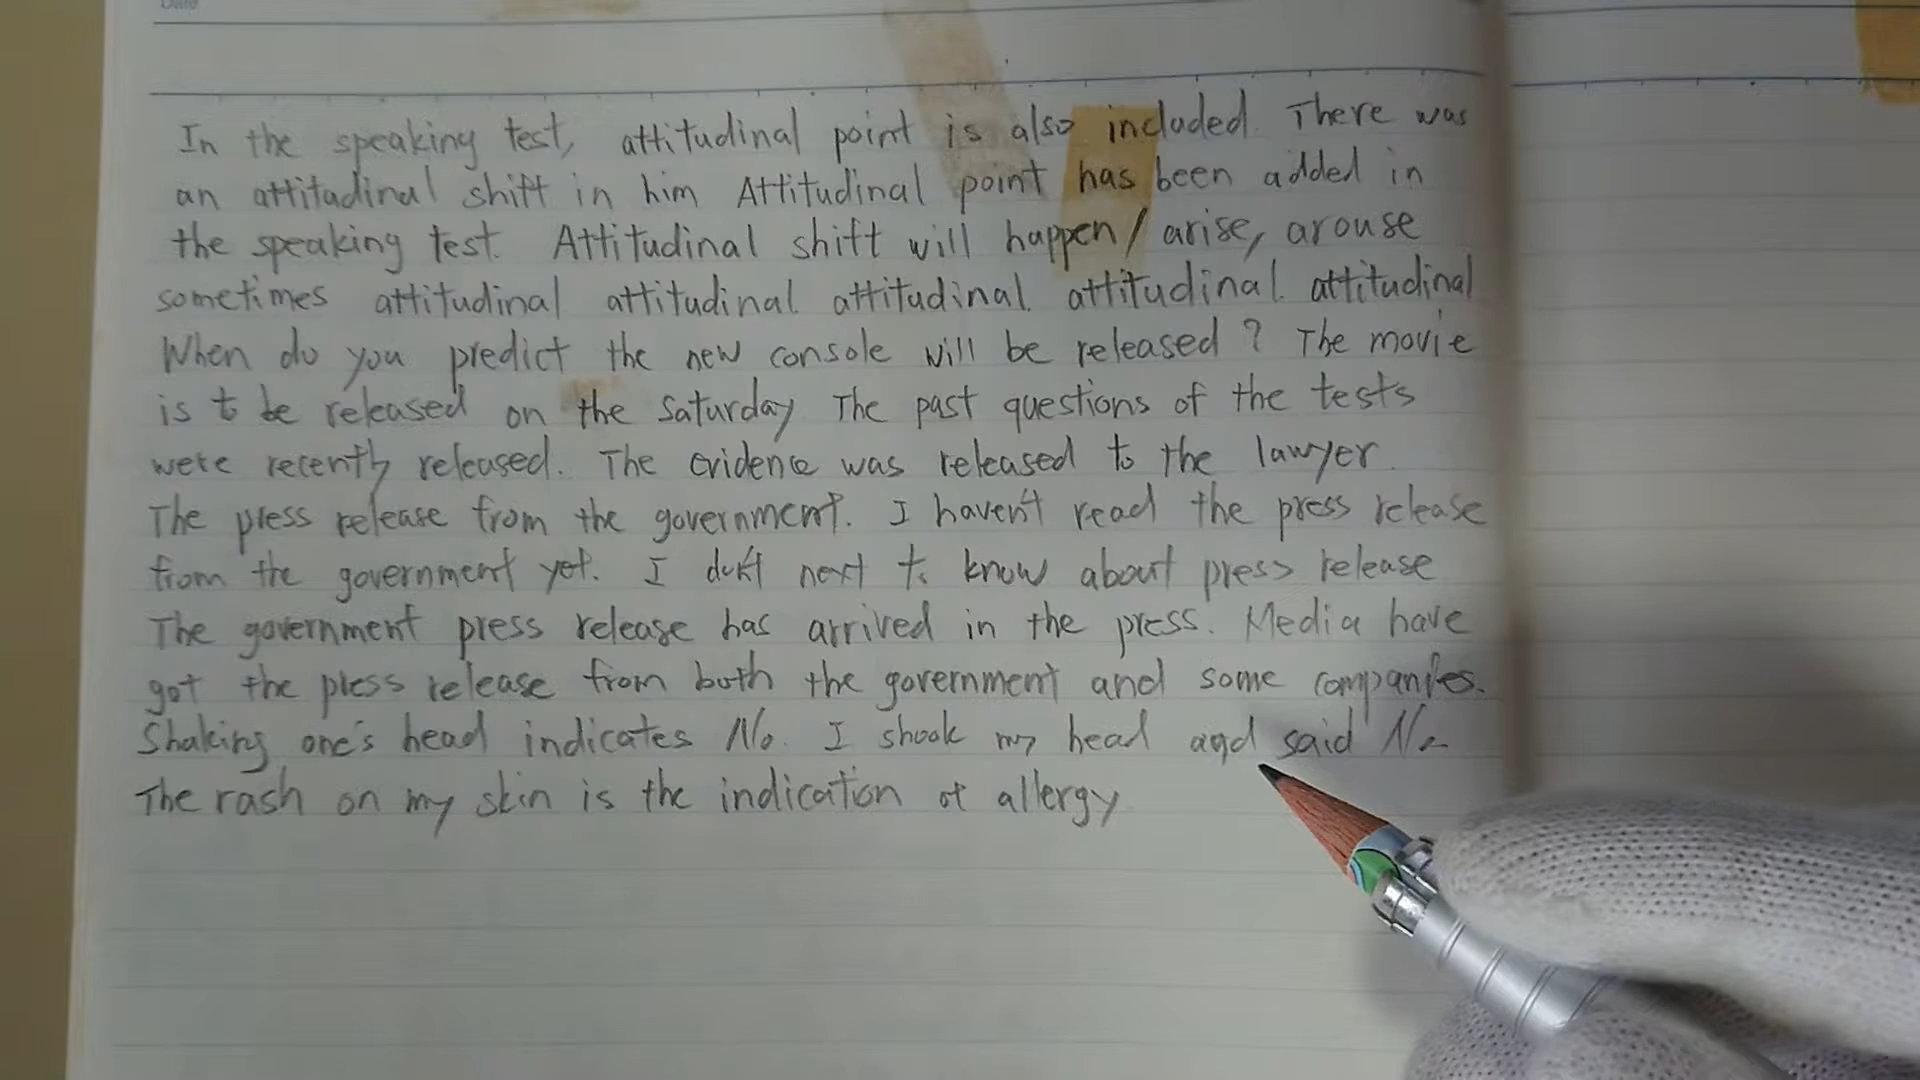 Date
In the speaking test, attitudinal point is also included. There was
an attitadinal shift in him Attitudinal point has been added in
the speaking test. Attitudinal shift will happen / arise, arouse
sometimes attitudinal attitudinal. attitudinal. attitudinal. attitudinal
When do you predict the new console will be released? The movie
is to be released on the Saturday The past questions of the tests
were recently released. The evidence was released to the lawyer.
The press release from the government. I haven't read the press release
from the government yet. I next to know about press release
The government press release has arrived in the press. Media have
got the press release from both the government and some companies.
Shaking one's head indicates No. I shook my head and said No
The rash on my skin is the indication of allergy